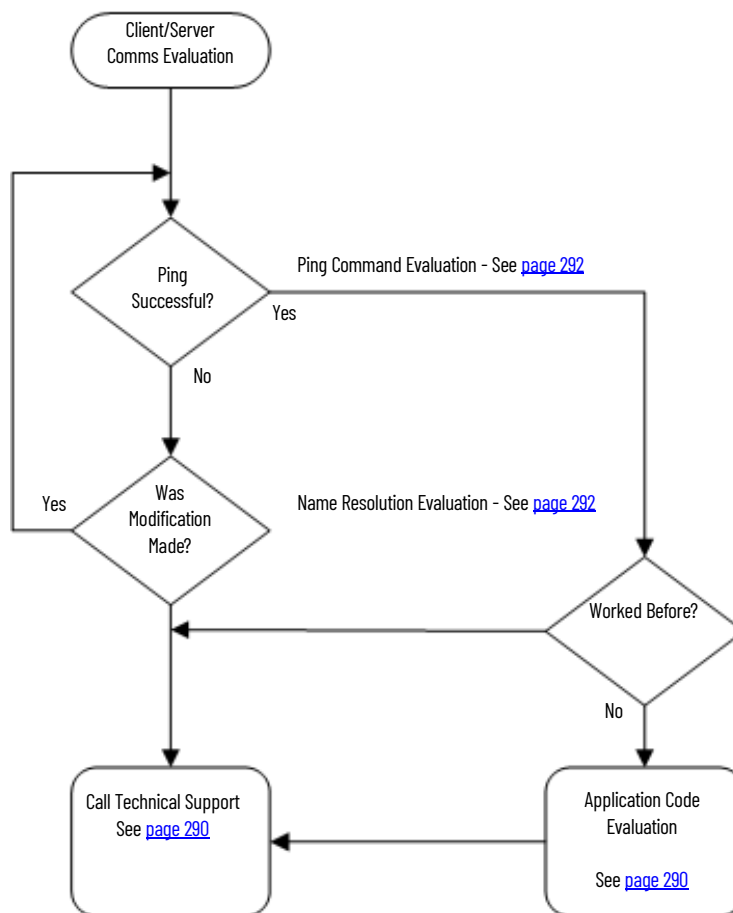 Client/Server
Comms Evaluation
Ping Command Evaluation - See page 292
Ping
Successful?
Yes
No
Was
Modification
Made?
Yes
Name Resolution Evaluation - See page 292
Worked Before?
No
Call Technical Support
See page 290
Application Code
Evaluation
See page 290